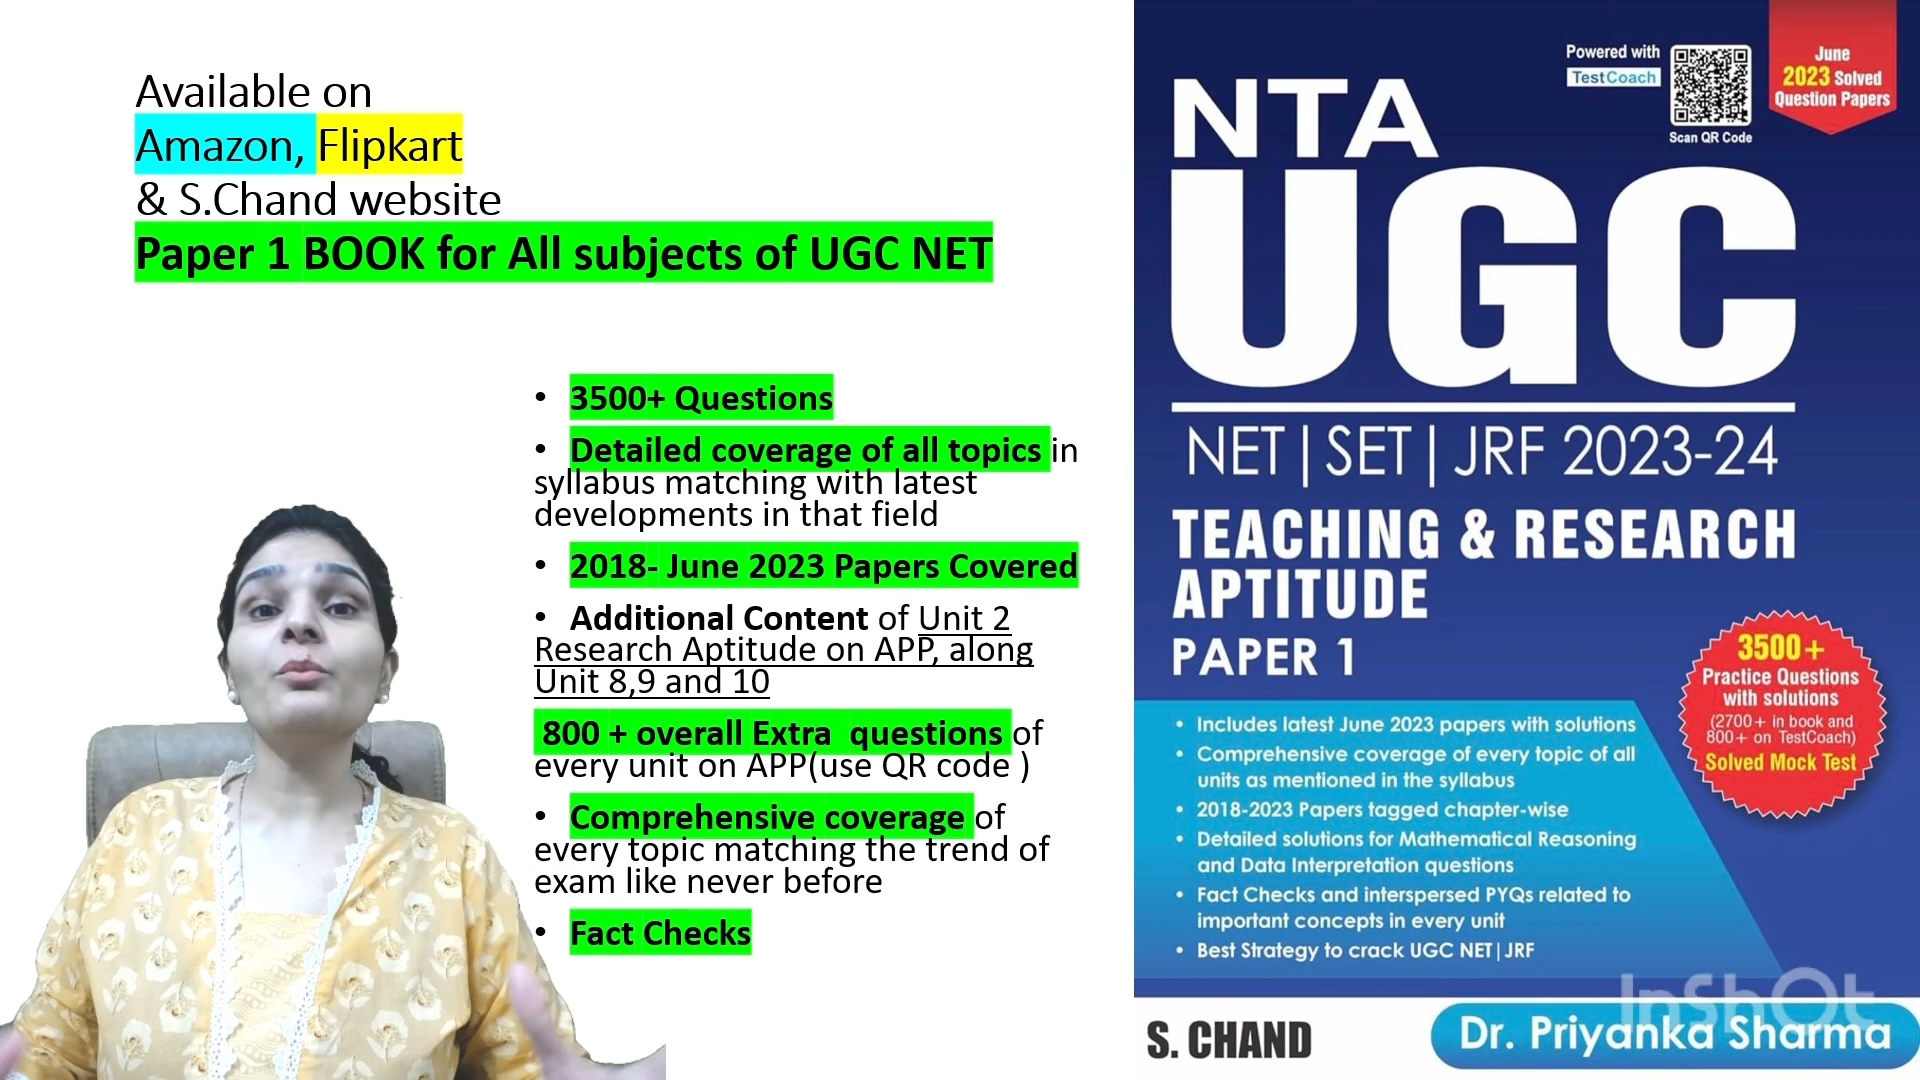 Available on
Amazon, Flipkart
& S.Chand website
Paper 1 BOOK for All subjects of UGC NET
• 3500+ Questions
• Detailed coverage of all topics in
syllabus matching with latest
developments in that field
• 2018- June 2023 Papers Covered
• Additional Content of Unit 2
Research Aptitude on APP, along
Unit 8,9 and 10
800 + overall Extra questions of
every unit on APP(use QR code )
• Comprehensive coverage of
every topic matching the trend of
exam like never before
• Fact Checks
Powered with
TestCoach
Scan QR Code
June
2023 Solved
Question Papers
NTA
UGC
NET | SET | JRF 2023-24
TEACHING & RESEARCH
APTITUDE
PAPER 1
3500+
Practice Questions
with solutions
(2700+ in book and
800+ on TestCoach)
Solved Mock Test
• Includes latest June 2023 papers with solutions
• Comprehensive coverage of every topic of all
units as mentioned in the syllabus
• 2018-2023 Papers tagged chapter-wise
• Detailed solutions for Mathematical Reasoning
and Data Interpretation questions
• Fact Checks and interspersed PYQs related to
important concepts in every unit
• Best Strategy to crack UGC NET|JRF
InShOt
S. CHAND
Dr. Priyanka Sharma